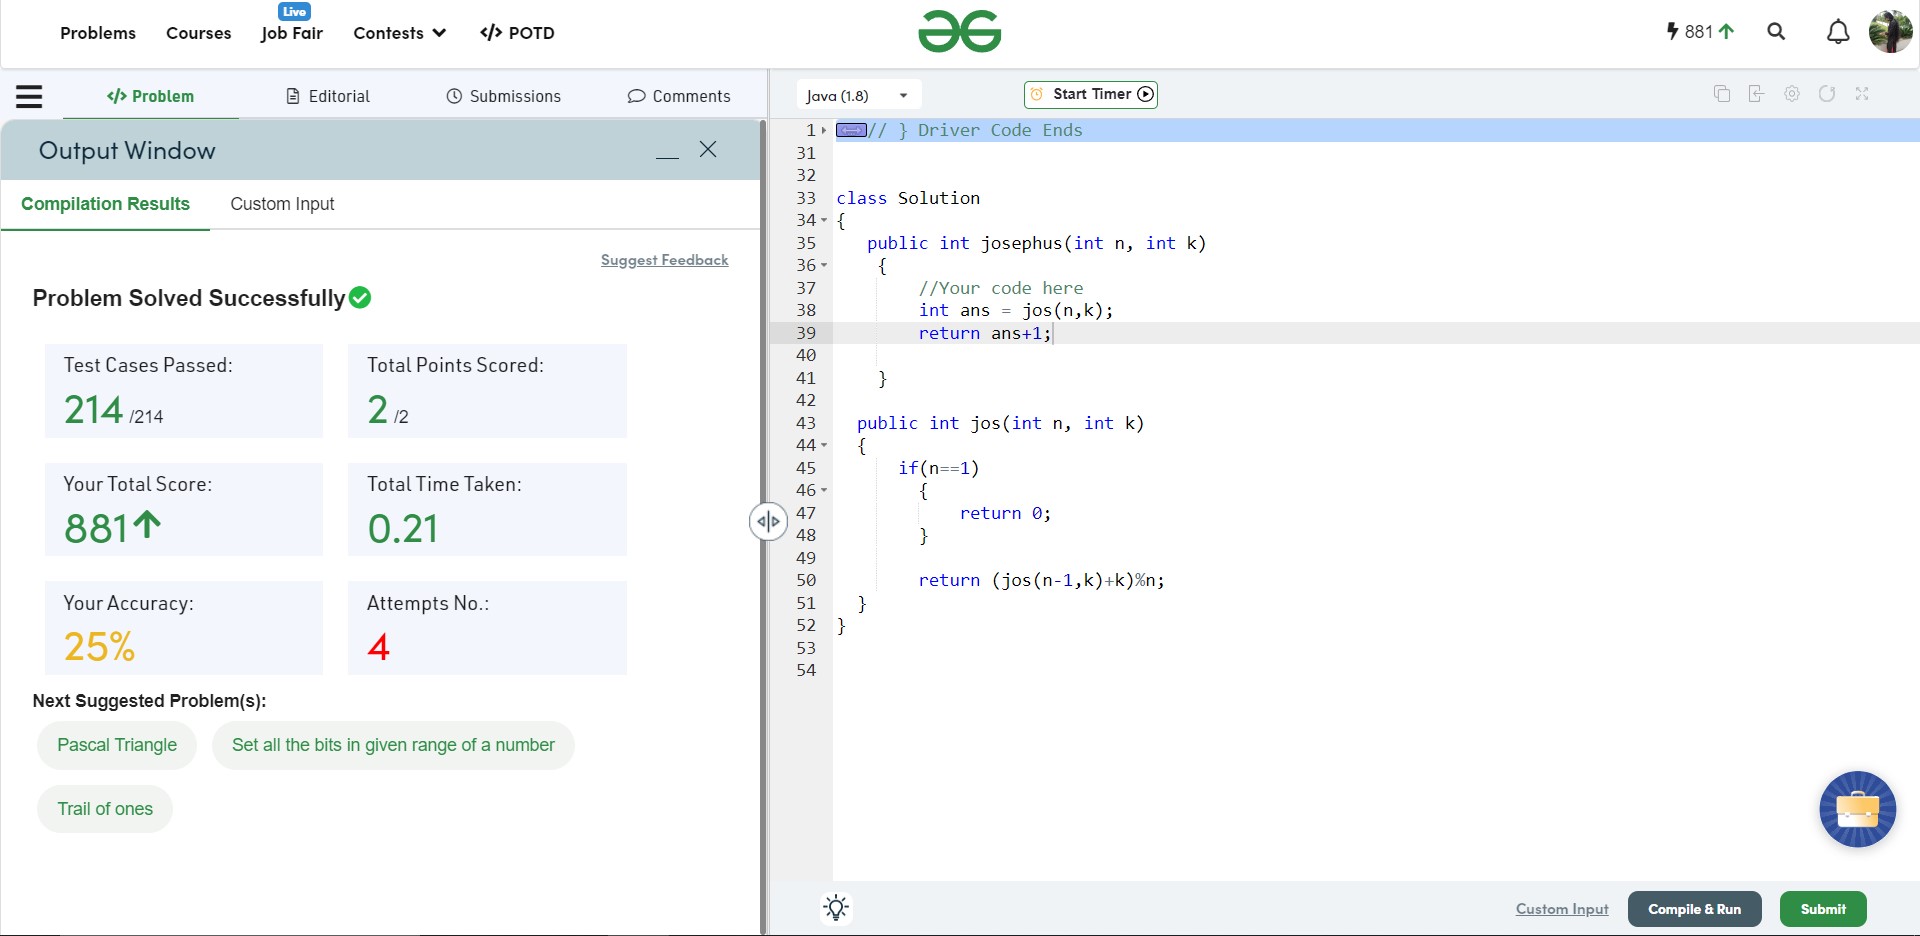 Live
Problems Courses Job Fair Contests </> POTD
881
</> Problem Editorial Submissions Comments
Output Window
Compilation Results Custom Input
Suggest Feedback
Problem Solved Successfully
Test Cases Passed: Total Points Scored:
214 /214 2 /2
Your Total Score: Total Time Taken:
881 0.21
Your Accuracy: Attempts No.:
25% 4
Next Suggested Problem(s):
Pascal Triangle Set all the bits in given range of a number
Trail of ones
Java (1.8) Start Timer
1 // } Driver Code Ends
31
32
33 class Solution
34 {
35 public int josephus(int n, int k)
36 {
37 //Your code here
38 int ans = jos(n,k);
39 return ans+1;
40
41 }
42
43 public int jos(int n, int k)
44 {
45 if(n==1)
46 {
47 return 0;
48 }
49
50 return (jos(n-1,k)+k)%n;
51 }
52 }
53
54
Custom Input Compile & Run Submit